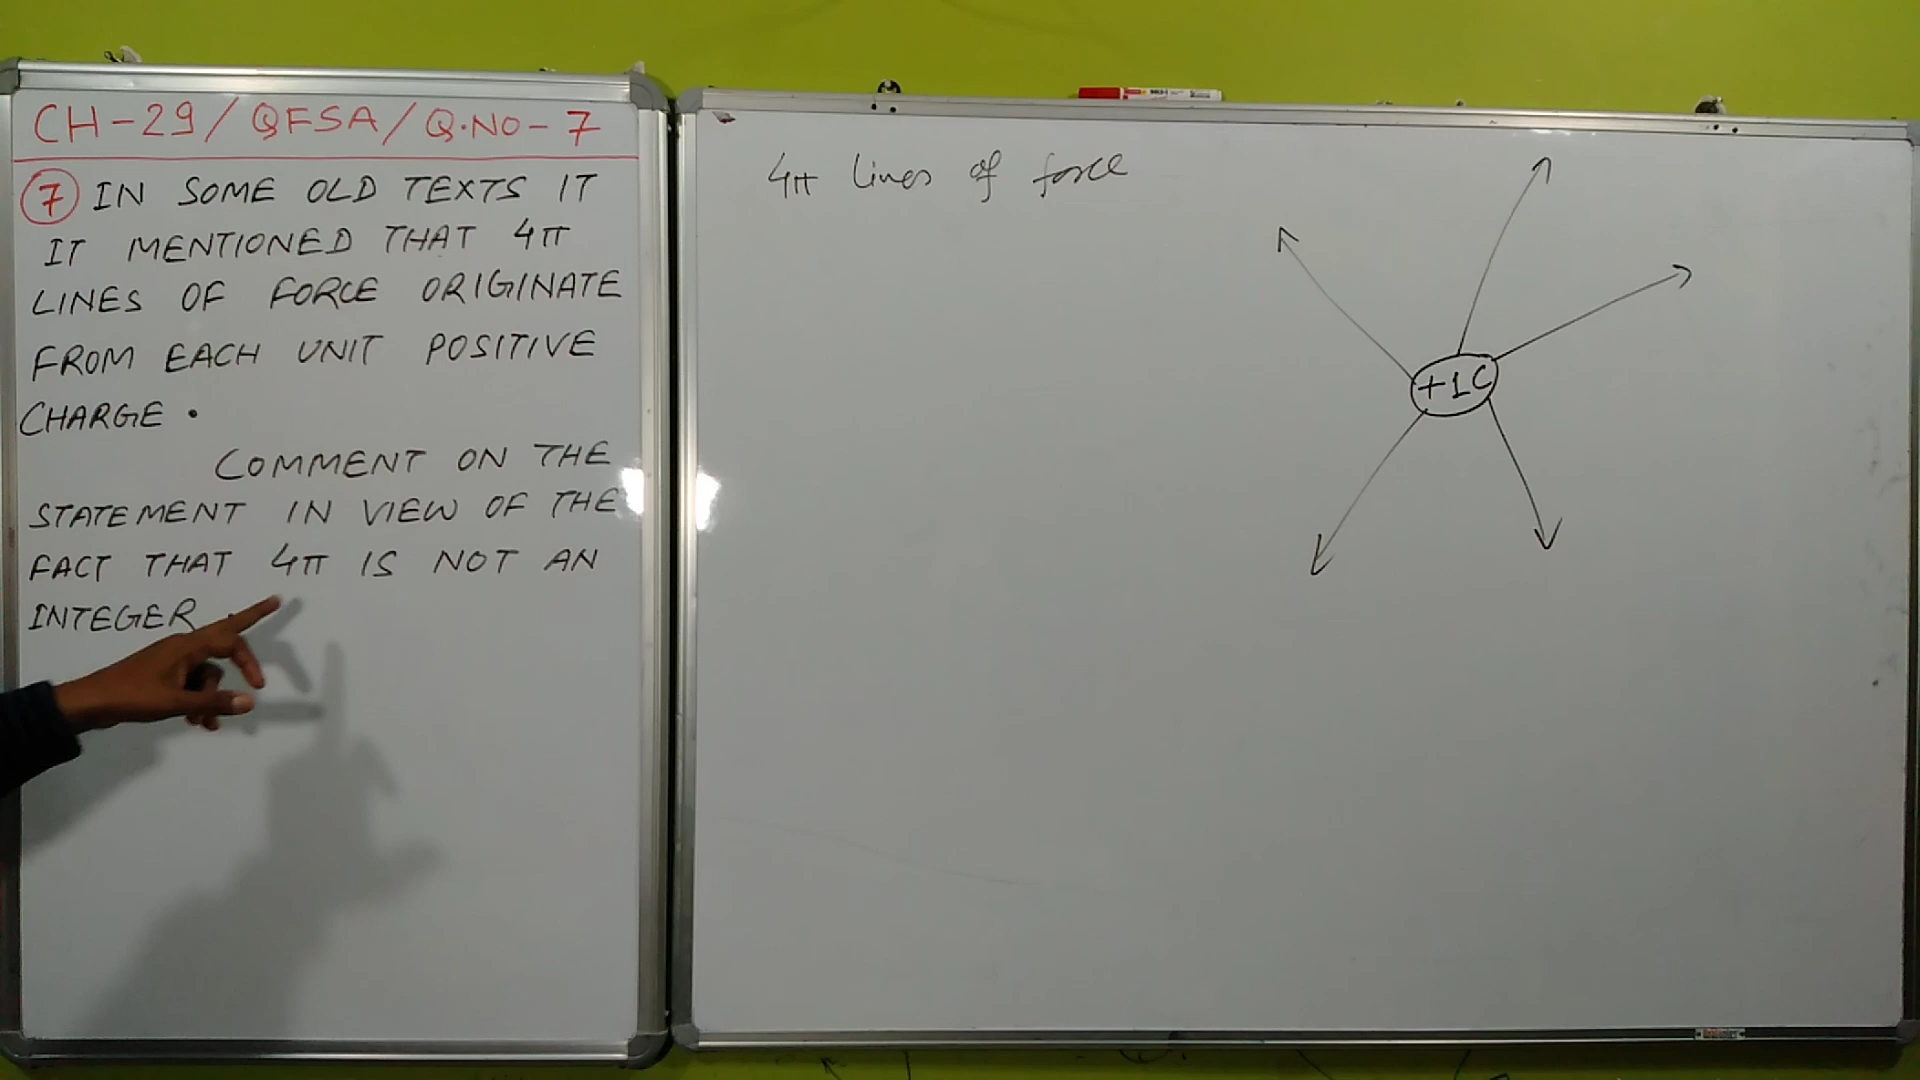 CH-29/QFSA/Q.NO-7
7 IN SOME OLD TEXTS IT
IT MENTIONED THAT 4π
LINES OF FORCE ORIGINATE
FROM EACH UNIT POSITIVE
CHARGE.
COMMENT ON THE
STATEMENT IN VIEW OF THE
FACT THAT 4π IS NOT AN
INTEGER.
4π lines of force
+1C